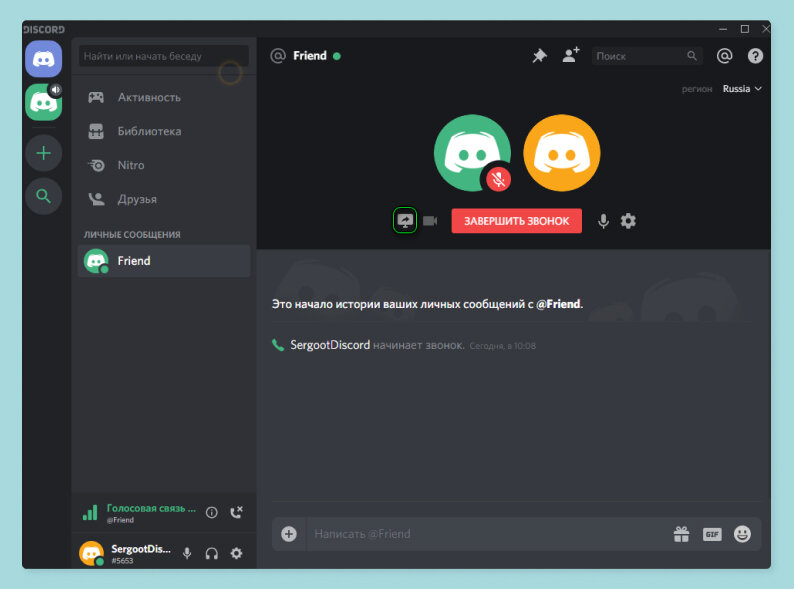 DISCORD
Найти или начать беседу
Активность
Библиотека
Nitro
Друзья
ЛИЧНЫЕ СООБЩЕНИЯ
Friend
Голосовая связь ...
@Friend
SergootDis...
#5653
Friend
Поиск
регион Russia
ЗАВЕРШИТЬ ЗВОНОК
Это начало истории ваших личных сообщений с @Friend.
SergootDiscord начинает звонок. Сегодня, в 10:08
Написать @Friend
GIF